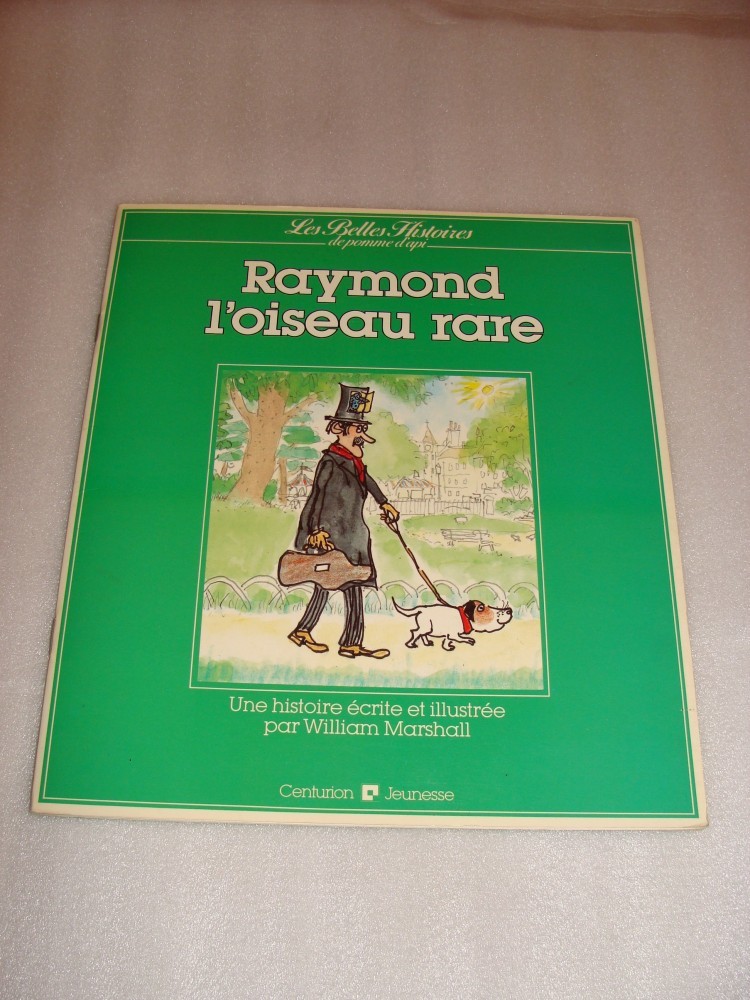 Les Belles Histoires
de pomme d'api
Raymond
l'oiseau rare
Une histoire écrite et illustrée
par William Marshall
Centurion Jeunesse